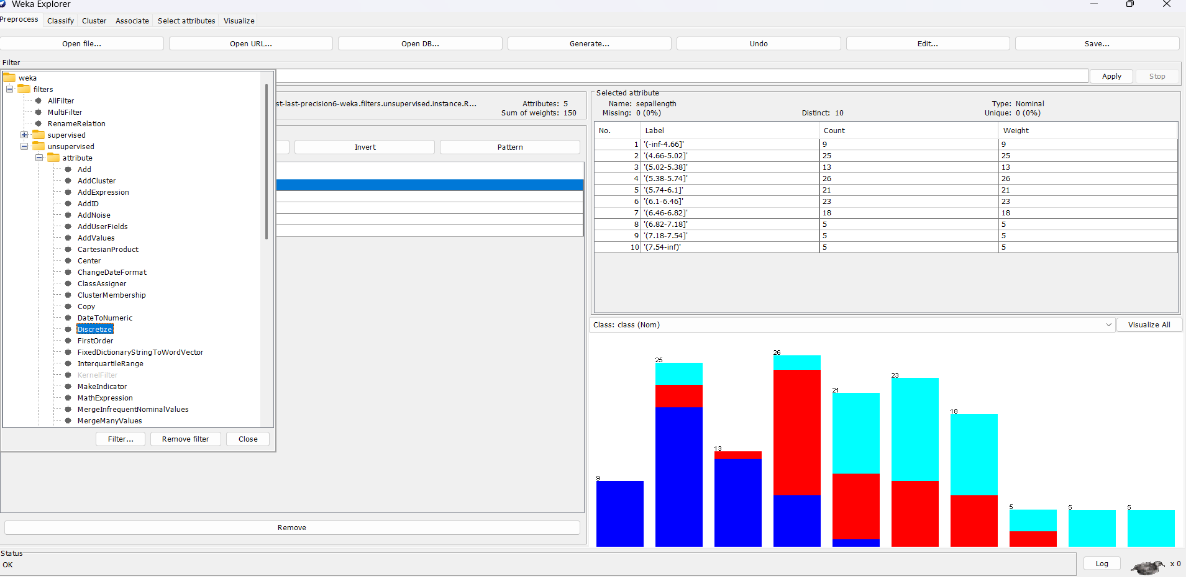 Weka Explorer
Preprocess Classify Cluster Associate Select attributes Visualize
Open file... Open URL... Open DB... Generate... Undo Edit... Save...
Filter
Apply Stop
weka
filters
AllFilter
MultiFilter
RenameRelation
supervised
unsupervised
attribute
Add
AddCluster
AddExpression
AddID
AddNoise
AddUserFields
AddValues
CartesianProduct
Center
ChangeDateFormat
ClassAssigner
ClusterMembership
Copy
DateToNumeric
Discretize
FirstOrder
FixedDictionaryStringToWordVector
InterquartileRange
KernelFilter
MakeIndicator
MathExpression
MergeInfrequentNominalValues
MergeManyValues
Filter... Remove filter Close
st-last-precision6-weka.filters.unsupervised.instance.R... Attributes: 5
Sum of weights: 150
Invert Pattern
Remove
Selected attribute
Name: sepallength Type: Nominal
Missing: 0 (0%) Distinct: 10 Unique: 0 (0%)
No. Label Count Weight
1 '(-inf-4.66]' 9 9
2 '(4.66-5.02]' 25 25
3 '(5.02-5.38]' 13 13
4 '(5.38-5.74]' 26 26
5 '(5.74-6.1]' 21 21
6 '(6.1-6.46]' 23 23
7 '(6.46-6.82]' 18 18
8 '(6.82-7.18]' 5 5
9 '(7.18-7.54]' 5 5
10 '(7.54-inf)' 5 5
Class: class (Nom) Visualize All
9 25 13 26 21 23 18 5 5 5
Status
OK
Log x 0